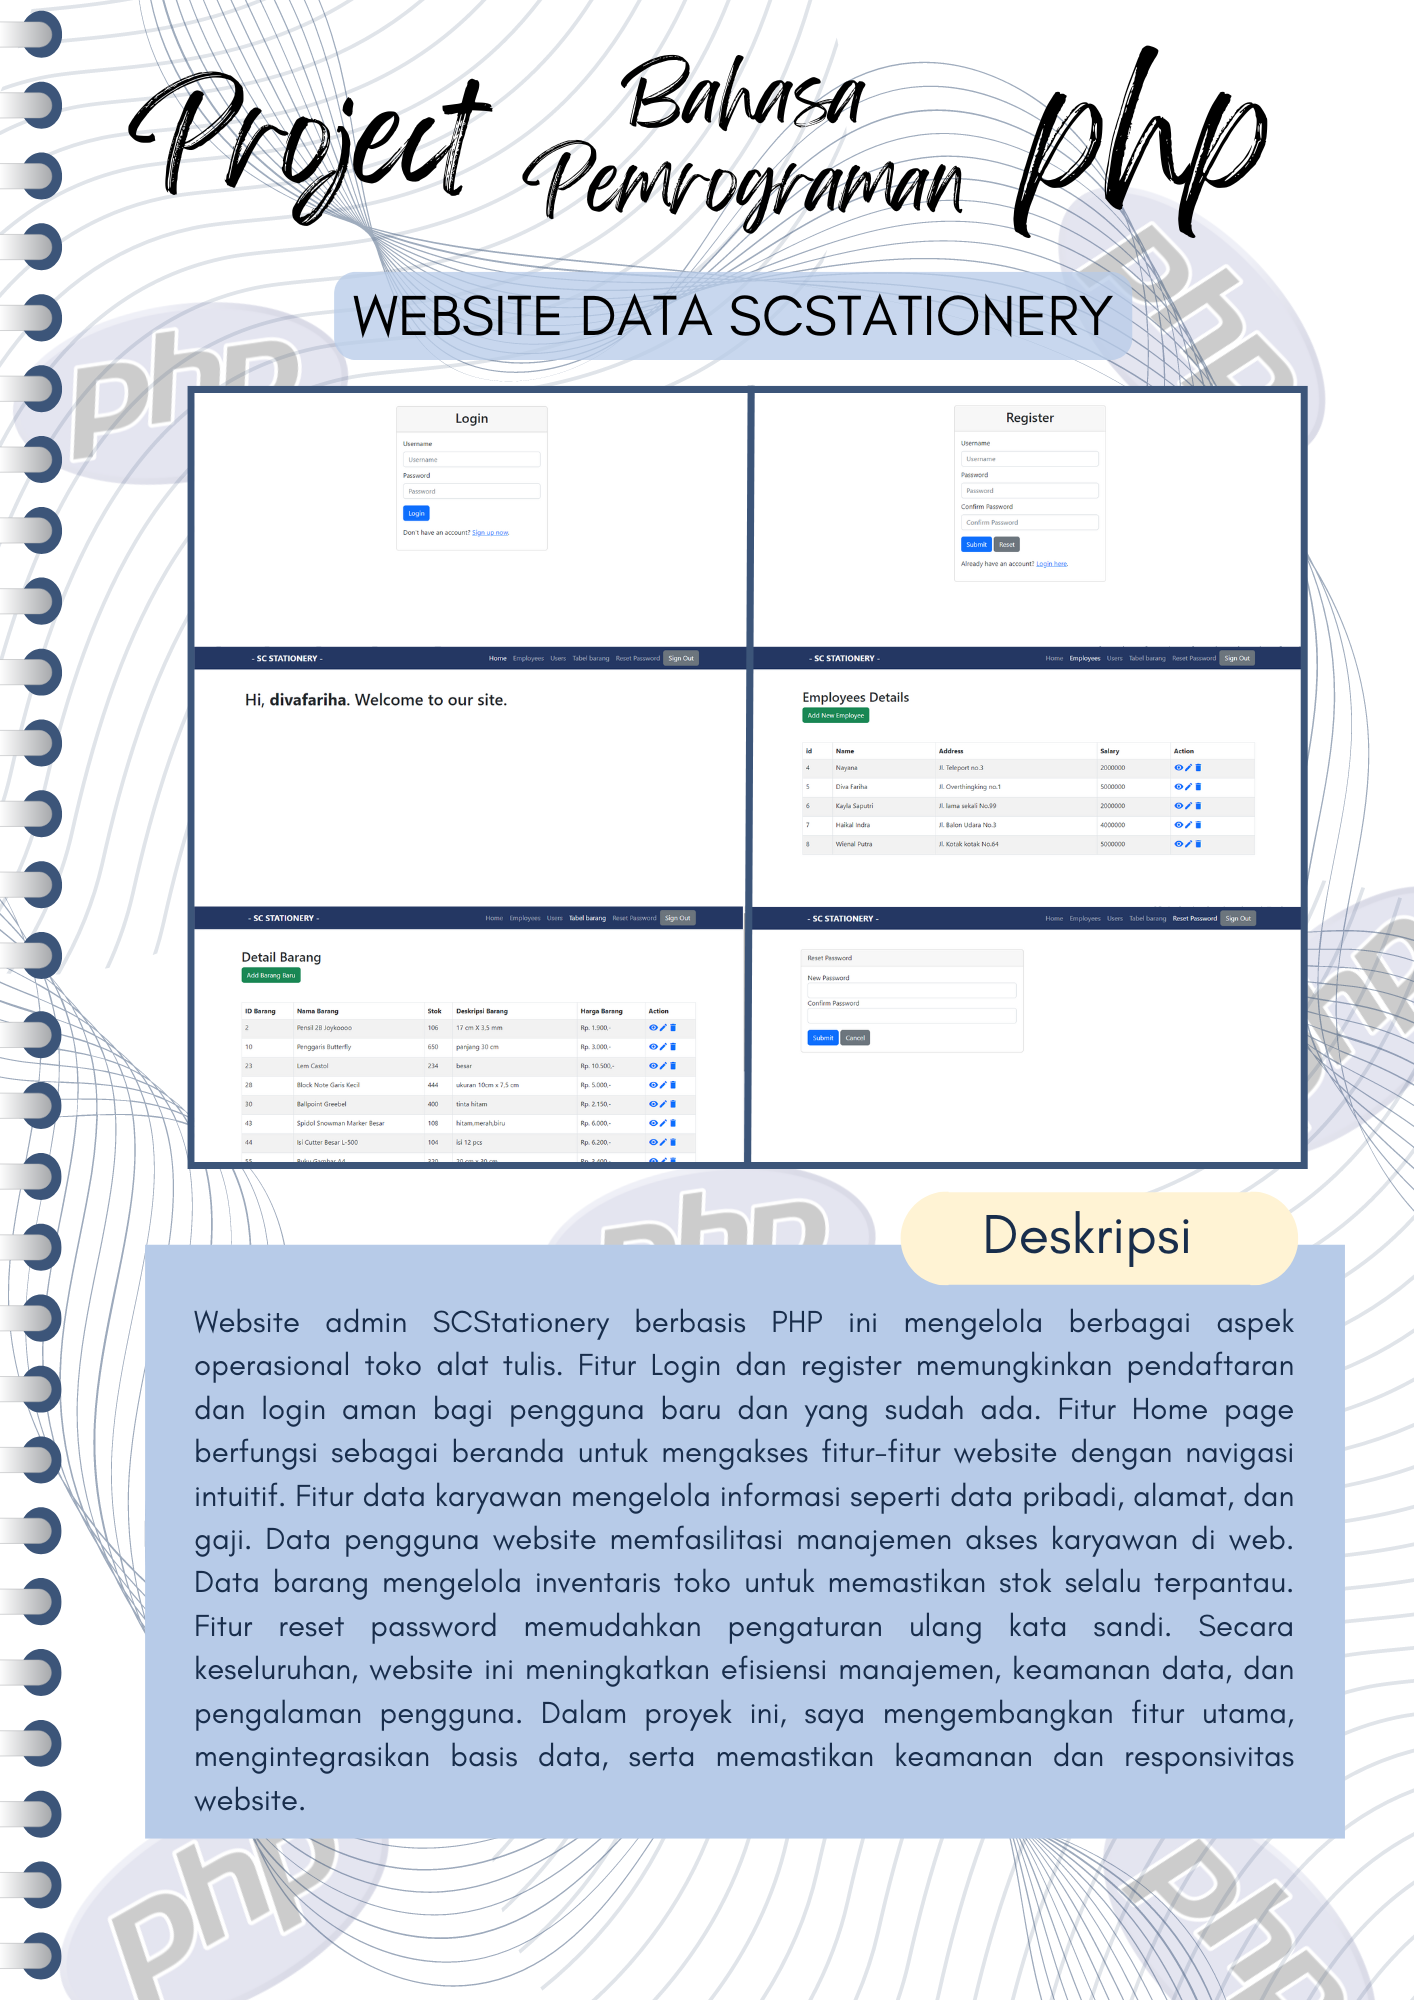 Project Bahasa Pemrograman php
WEBSITE DATA SCSTATIONERY
Login
Username
Username
Password
Password
Login
Don't have an account? Sign up now.
Register
Username
Username
Password
Password
Confirm Password
Confirm Password
Submit Reset
Already have an account? Login here.
- SC STATIONERY - Home Employees Users Tabel barang Reset Password Sign Out
Hi, divafariha. Welcome to our site.
- SC STATIONERY - Home Employees Users Tabel barang Reset Password Sign Out
Employees Details
Add New Employee
id Name Address Salary Action
4 Nayana Jl. Teleport no.3 2000000
5 Diva Fariha Jl. Overthingking no.1 5000000
6 Kayla Saputri Jl. lama sekali No.99 2000000
7 Haikal Indra Jl. Balon Udara No.3 4000000
8 Wienal Putra Jl. Kotak kotak No.64 5000000
- SC STATIONERY - Home Employees Users Tabel barang Reset Password Sign Out
Detail Barang
Add Barang Baru
ID Barang Nama Barang Stok Deskripsi Barang Harga Barang Action
2 Pensil 2B Joykoooo 106 17 cm X 3,5 mm Rp. 1.900,-
10 Penggaris Butterfly 650 panjang 30 cm Rp. 3.000,-
23 Lem Castol 234 besar Rp. 10.500,-
28 Block Note Garis Kecil 444 ukuran 10cm x 7,5 cm Rp. 5.000,-
30 Ballpoint Greebel 400 tinta hitam Rp. 2.150,-
43 Spidol Snowman Marker Besar 108 hitam,merah,biru Rp. 6.000,-
44 Isi Cutter Besar L-500 104 isi 12 pcs Rp. 6.200,-
- SC STATIONERY - Home Employees Users Tabel barang Reset Password Sign Out
Reset Password
New Password
Confirm Password
Submit Cancel
Deskripsi
Website admin SCStationery berbasis PHP ini mengelola berbagai aspek
operasional toko alat tulis. Fitur Login dan register memungkinkan pendaftaran
dan login aman bagi pengguna baru dan yang sudah ada. Fitur Home page
berfungsi sebagai beranda untuk mengakses fitur-fitur website dengan navigasi
intuitif. Fitur data karyawan mengelola informasi seperti data pribadi, alamat, dan
gaji. Data pengguna website memfasilitasi manajemen akses karyawan di web.
Data barang mengelola inventaris toko untuk memastikan stok selalu terpantau.
Fitur reset password memudahkan pengaturan ulang kata sandi. Secara
keseluruhan, website ini meningkatkan efisiensi manajemen, keamanan data, dan
pengalaman pengguna. Dalam proyek ini, saya mengembangkan fitur utama,
mengintegrasikan basis data, serta memastikan keamanan dan responsivitas
website.
php
php
php
php
php
php